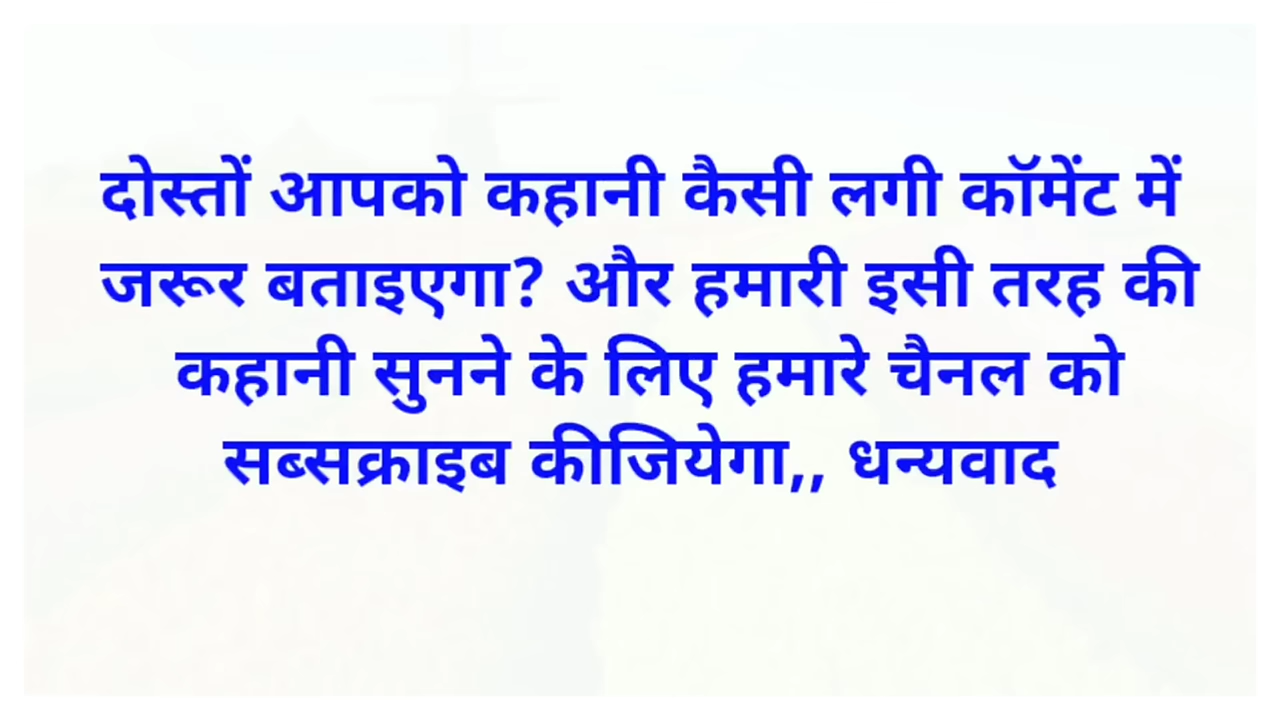 दोस्तों आपको कहानी कैसी लगी कॉमेंट में
जरूर बताइएगा? और हमारी इसी तरह की
कहानी सुनने के लिए हमारे चैनल को
सब्सक्राइब कीजियेगा,, धन्यवाद